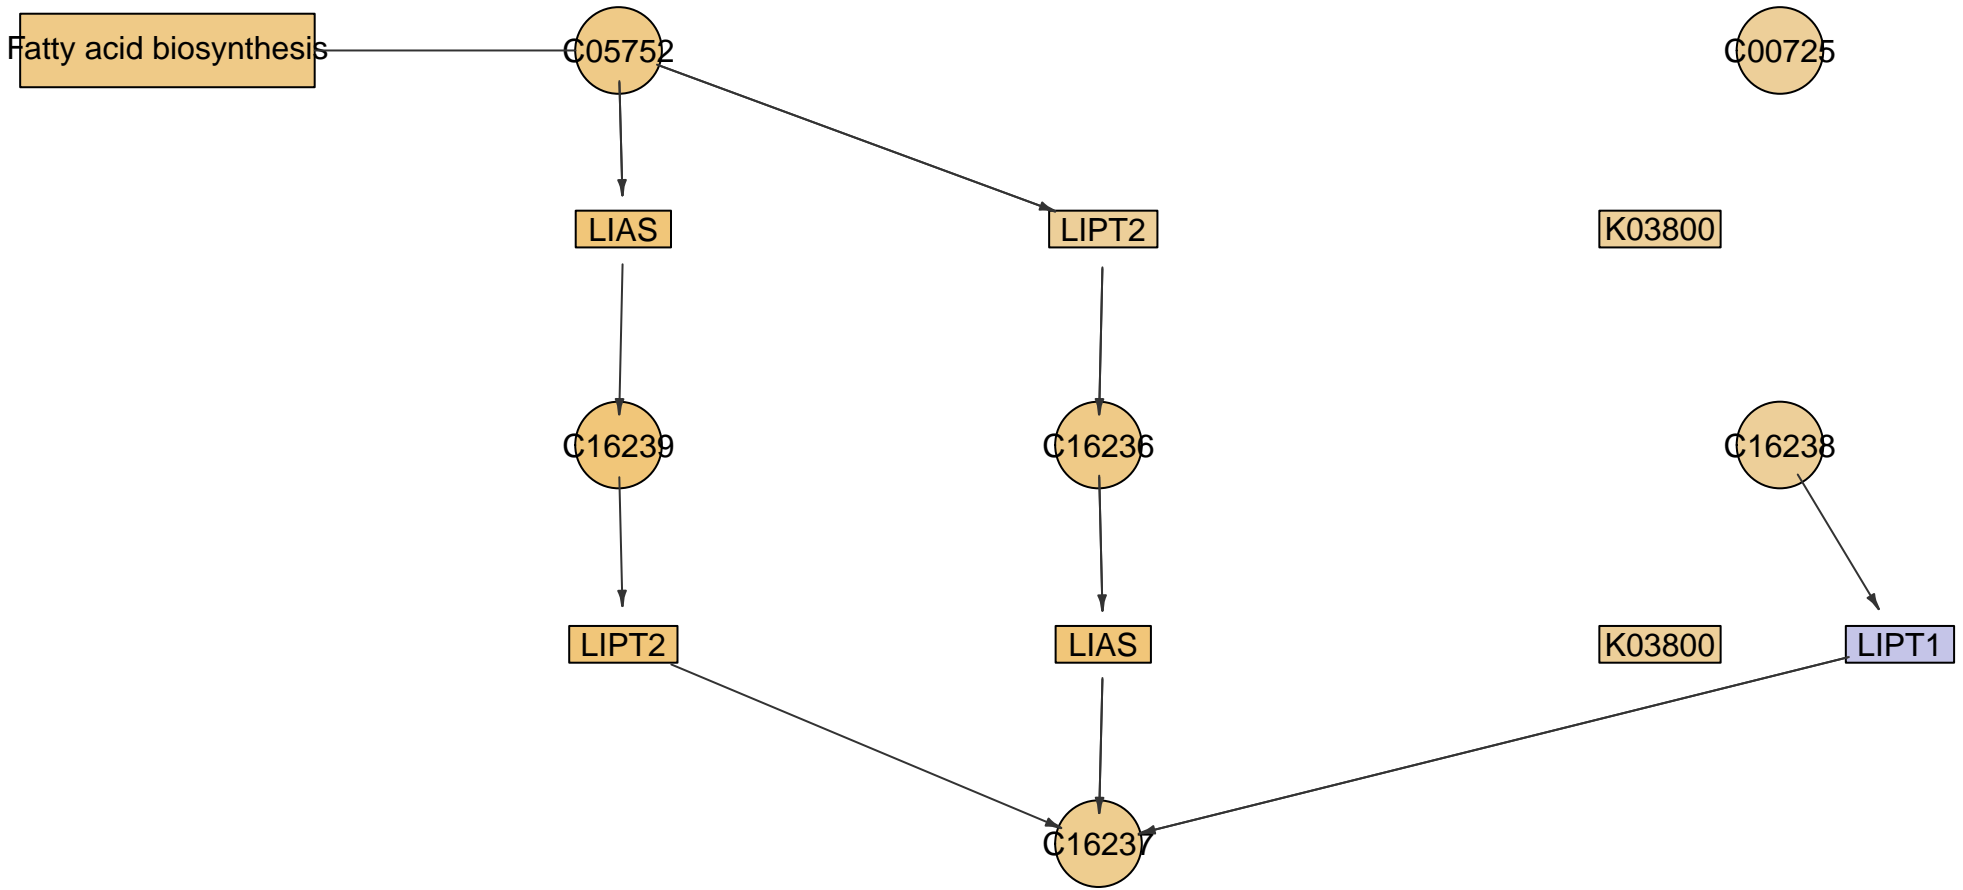 Fatty acid biosynthesis
C05752
C00725
LIAS
LIPT2
K03800
C16239
C16236
C16238
LIPT2
LIAS
K03800
LIPT1
C16237